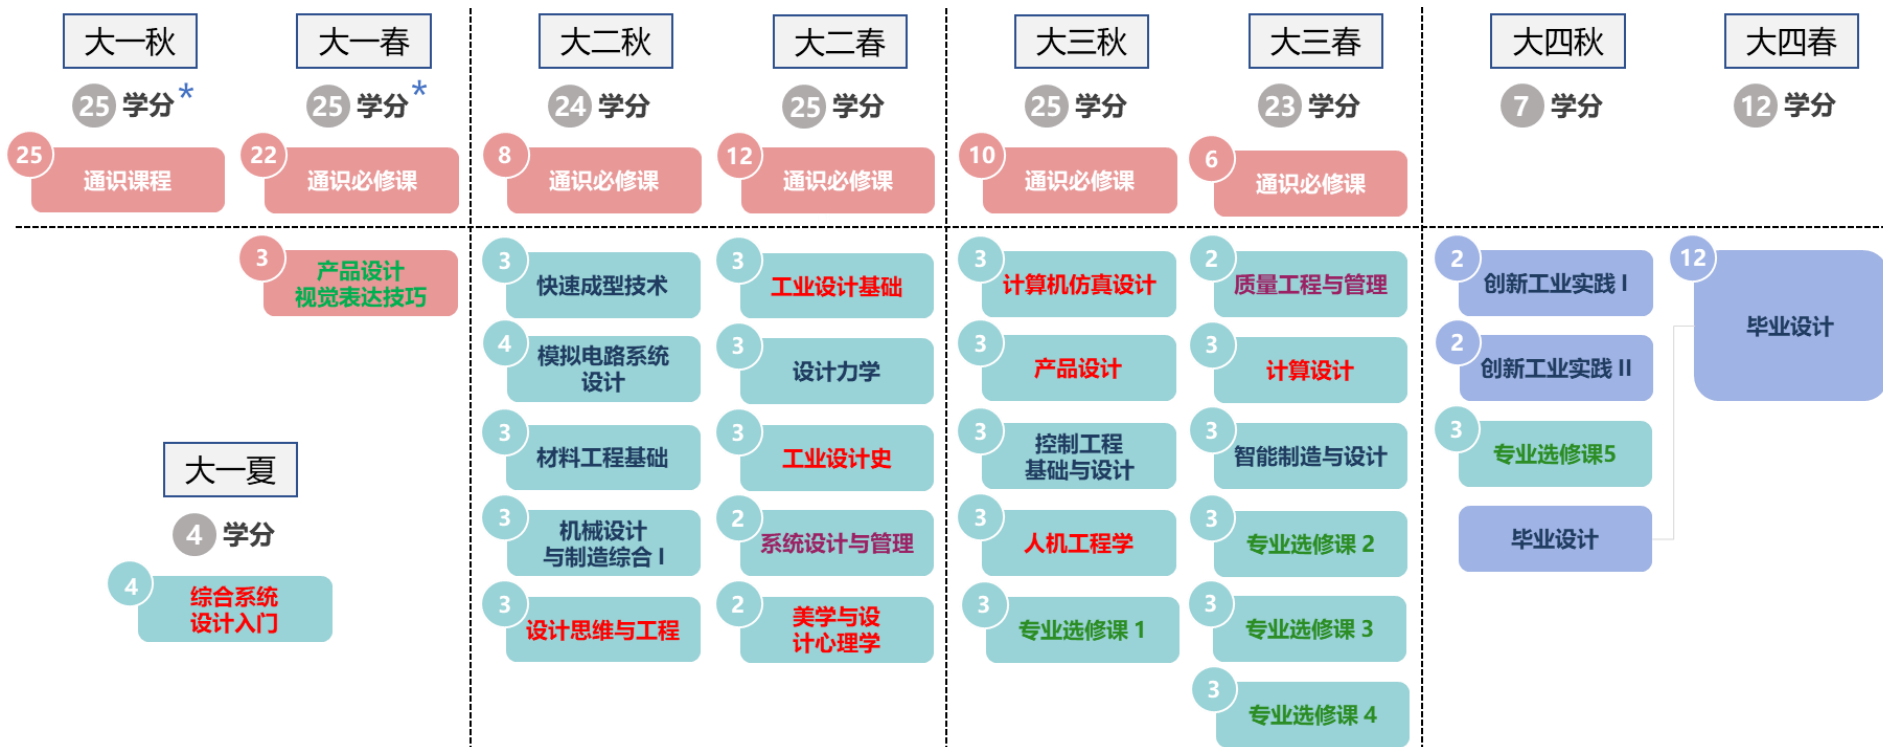 大一秋
25 学分*
25
通识课程
大一春
25 学分*
22
通识必修课
3
产品设计
视觉表达技巧
大一夏
4 学分
4
综合系统
设计入门
大二秋
24 学分
8
通识必修课
3
快速成型技术
4
模拟电路系统
设计
3
材料工程基础
3
机械设计
与制造综合 I
3
设计思维与工程
大二春
25 学分
12
通识必修课
3
工业设计基础
3
设计力学
3
工业设计史
2
系统设计与管理
2
美学与设
计心理学
大三秋
25 学分
10
通识必修课
3
计算机仿真设计
3
产品设计
3
控制工程
基础与设计
3
人机工程学
3
专业选修课 1
大三春
23 学分
6
通识必修课
2
质量工程与管理
3
计算设计
3
智能制造与设计
3
专业选修课 2
3
专业选修课 3
3
专业选修课 4
大四秋
7 学分
2
创新工业实践 I
2
创新工业实践 II
3
专业选修课5
毕业设计
大四春
12 学分
12
毕业设计